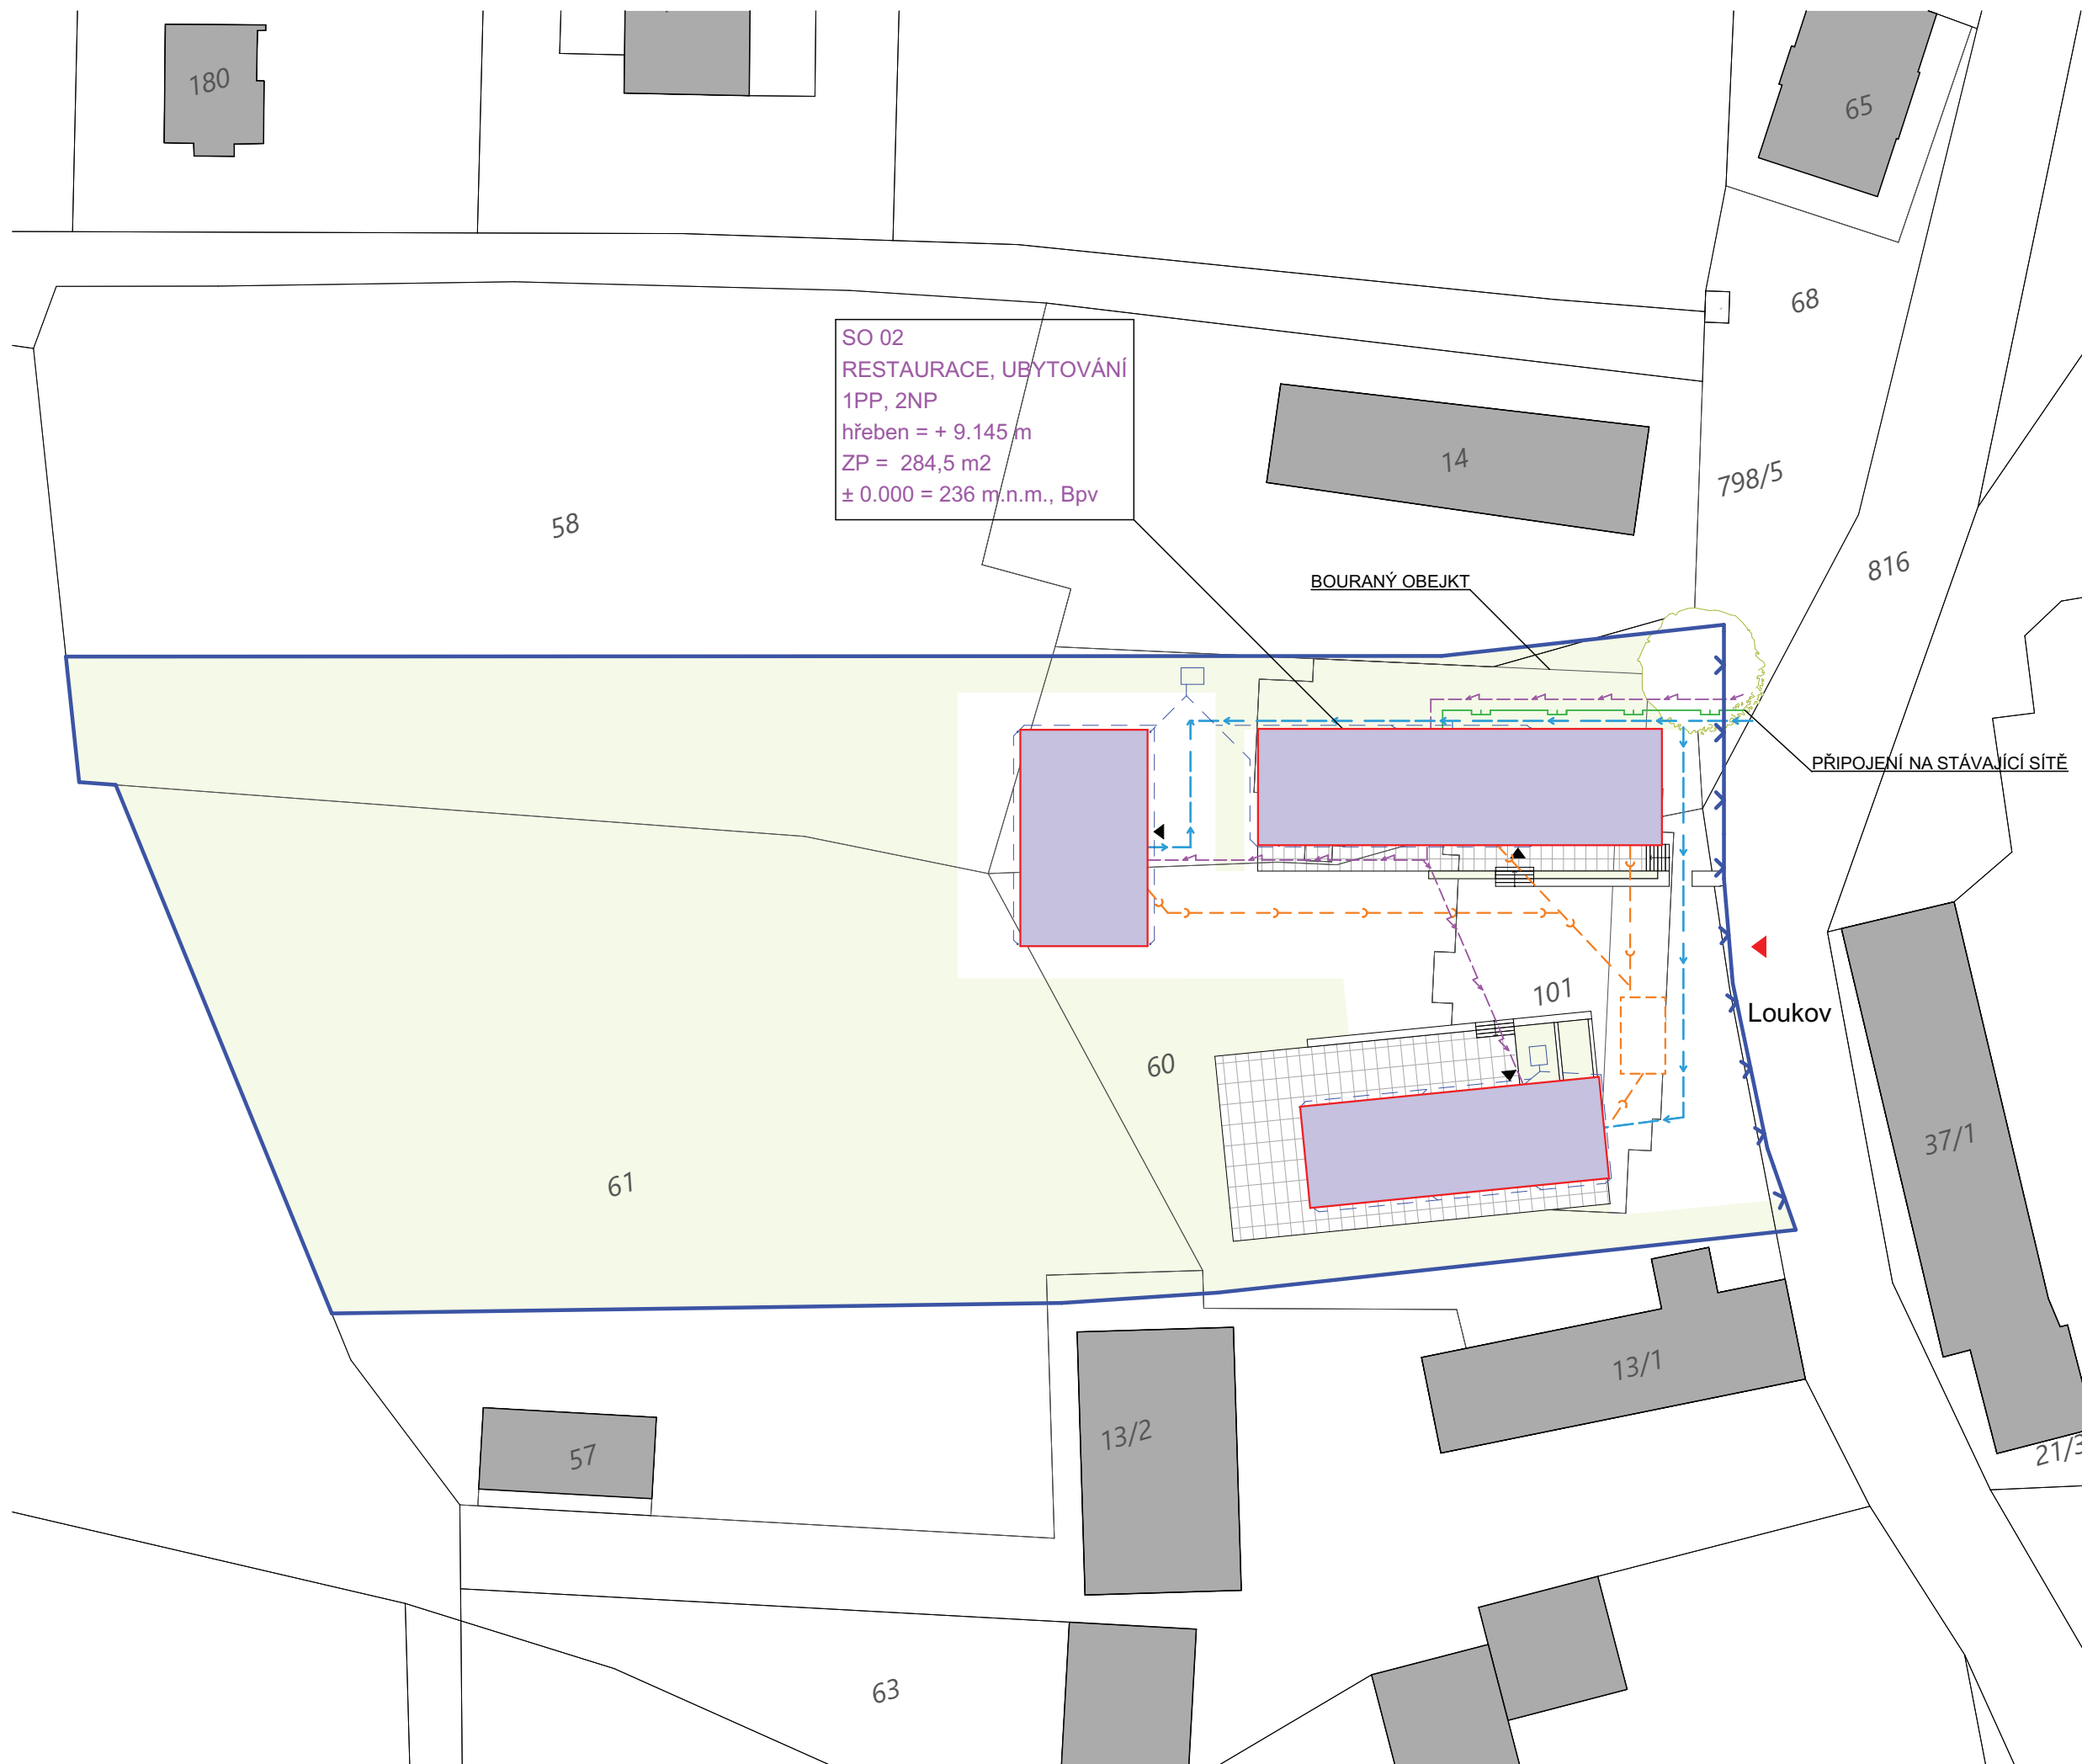 180
65
68
SO 02
RESTAURACE, UBYTOVÁNÍ
1PP, 2NP
hřeben = + 9.145 m
ZP =  284,5 m2
± 0.000 = 236 m.n.m., Bpv
14
798/5
58
816
BOURANÝ OBEJKT
PŘIPOJENÍ NA STÁVAJÍCÍ SÍTĚ
101
Loukov
60
37/1
61
13/1
13/2
57
21/3
63